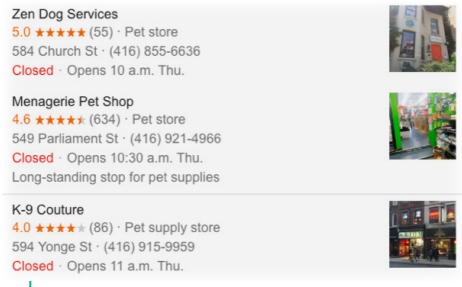 Zen Dog Services
5.0 ★★★★★ (55) · Pet store
584 Church St · (416) 855-6636
Closed · Opens 10 a.m. Thu.
Menagerie Pet Shop
4.6 ★★★★★ (634) · Pet store
549 Parliament St · (416) 921-4966
Closed · Opens 10:30 a.m. Thu.
Long-standing stop for pet supplies
K-9 Couture
4.0 ★★★★★ (86) · Pet supply store
594 Yonge St · (416) 915-9959
Closed · Opens 11 a.m. Thu.